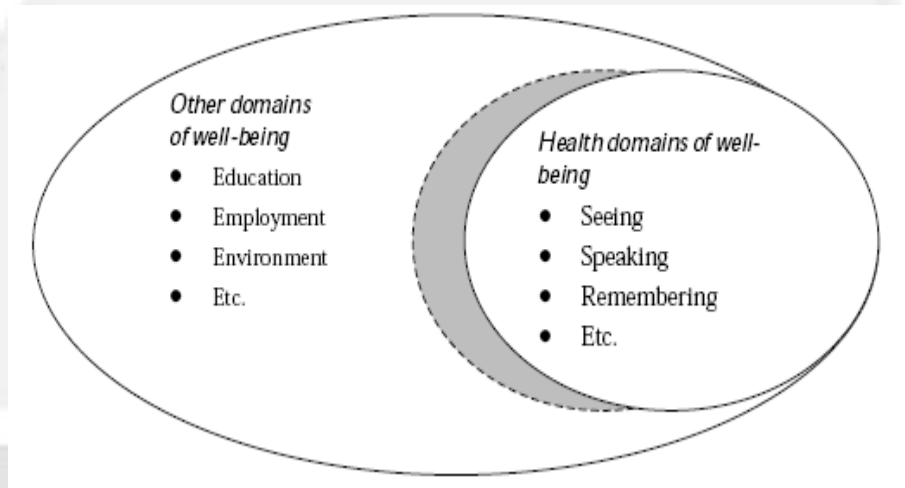 Other domains
of well-being
● Education
● Employment
● Environment
● Etc.
Health domains of well-
being
● Seeing
● Speaking
● Remembering
● Etc.